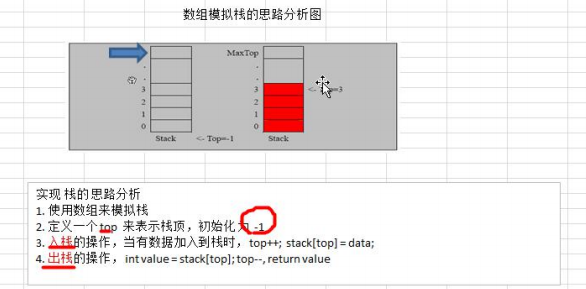 数组模拟栈的思路分析图
MaxTop
.
.
3
2
1
0
Stack
<- Top=-1
.
.
3
2
1
0
Stack
<-
=3
实现 栈的思路分析
1. 使用数组来模拟栈
2. 定义一个 top 来表示栈顶，初始化 为 -1
3. 入栈的操作，当有数据加入到栈时， top++; stack[top] = data;
4. 出栈的操作， int value = stack[top]; top--, return value